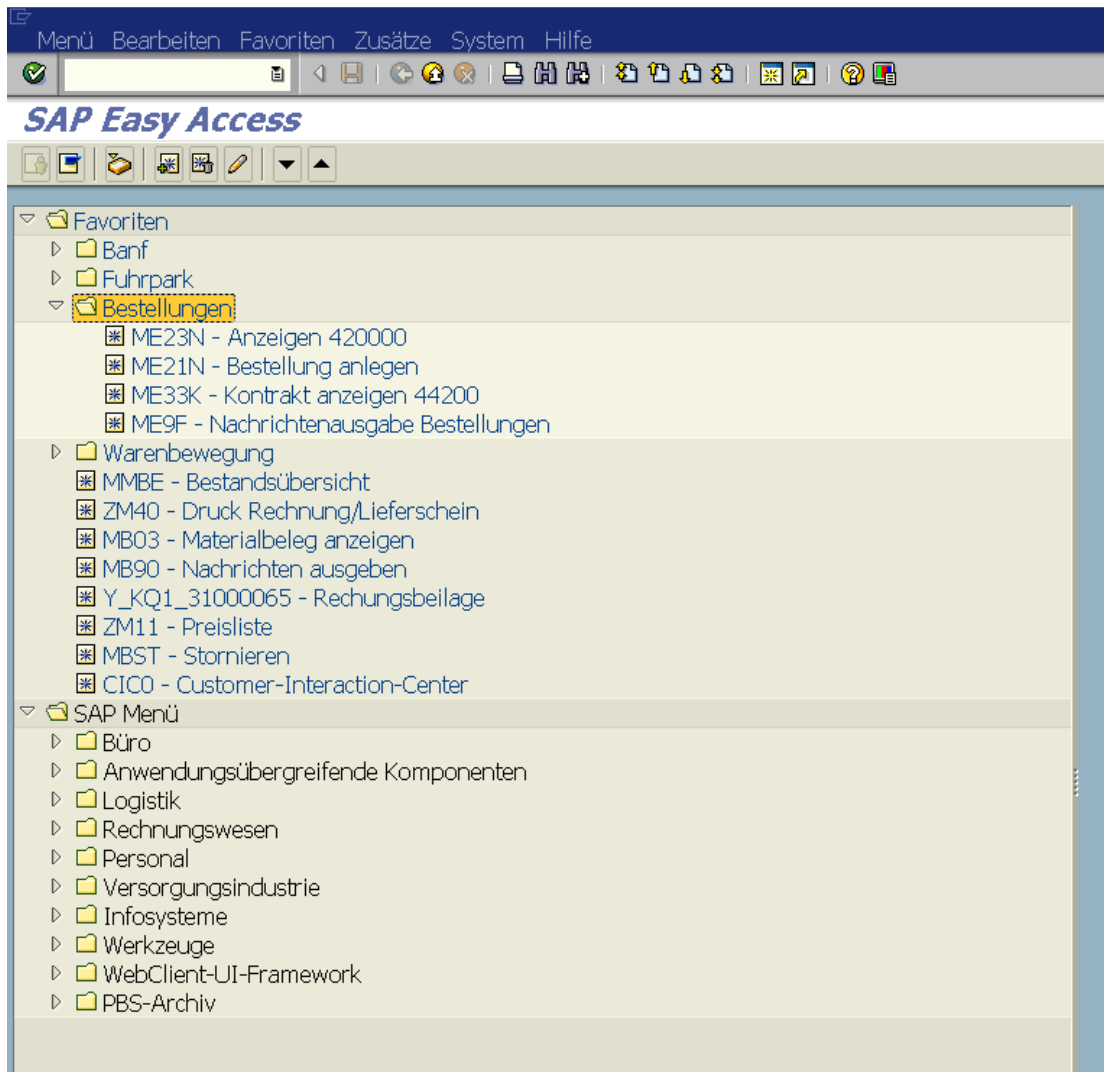 Menü Bearbeiten Favoriten Zusätze System Hilfe
SAP Easy Access
Favoriten
Banf
Fuhrpark
Bestellungen
ME23N - Anzeigen 420000
ME21N - Bestellung anlegen
ME33K - Kontrakt anzeigen 44200
ME9F - Nachrichtenausgabe Bestellungen
Warenbewegung
MMBE - Bestandsübersicht
ZM40 - Druck Rechnung/Lieferschein
MB03 - Materialbeleg anzeigen
MB90 - Nachrichten ausgeben
Y_KQ1_31000065 - Rechungsbeilage
ZM11 - Preisliste
MBST - Stornieren
CIC0 - Customer-Interaction-Center
SAP Menü
Büro
Anwendungsübergreifende Komponenten
Logistik
Rechnungswesen
Personal
Versorgungsindustrie
Infosysteme
Werkzeuge
WebClient-UI-Framework
PBS-Archiv